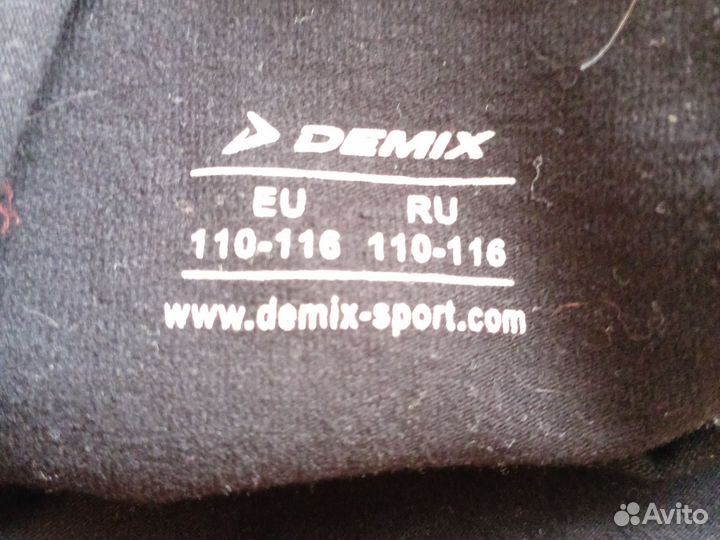 DEMIX
EU RU
110-116 110-116
www.demix-sport.com
Avito